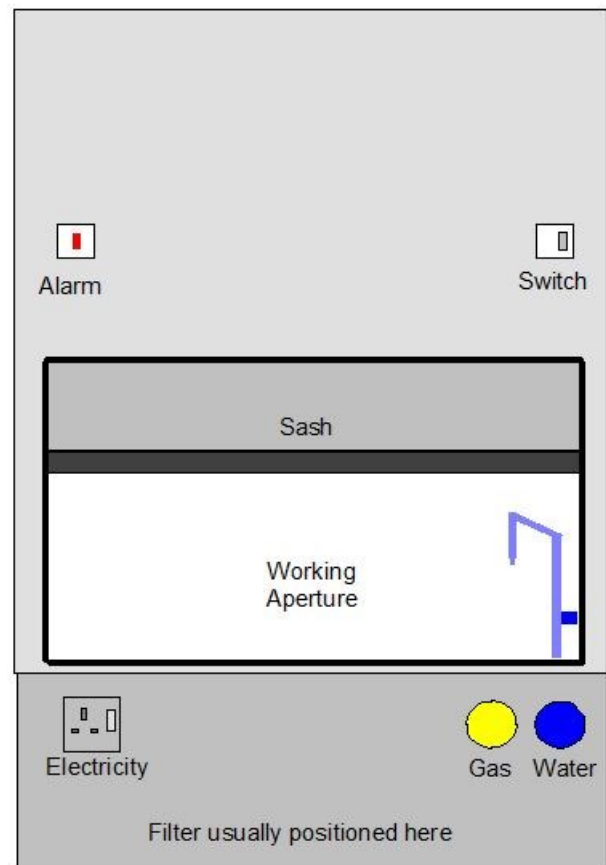 Alarm
Switch
Sash
Working
Aperture
Electricity
Gas
Water
Filter usually positioned here